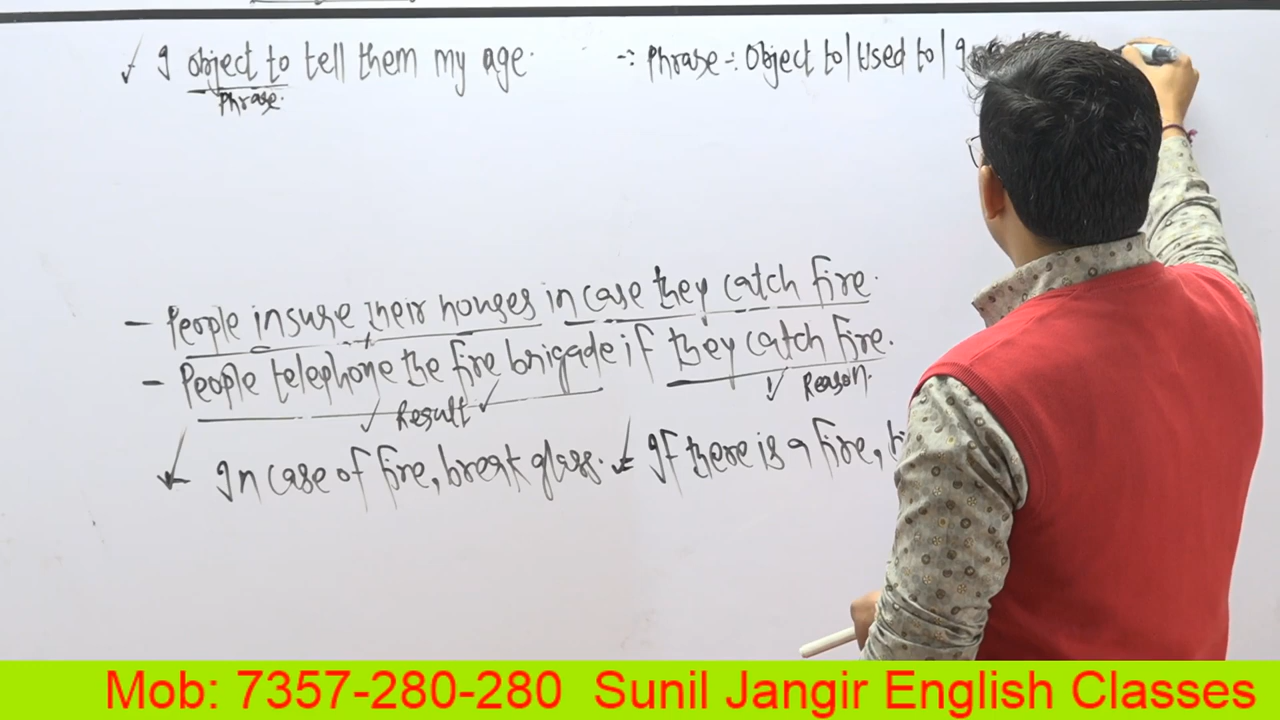 ✓ I object to tell them my age.
Phrase.
∴ Phrase ÷ Object to | Used to |
– People insure their houses in case they catch fire.
– People telephone the fire brigade if they catch fire.
✓ Result ✓ ✓ Reason.
✓ In case of fire, break glass. ✓ If there is a fire,
Mob: 7357-280-280 Sunil Jangir English Classes